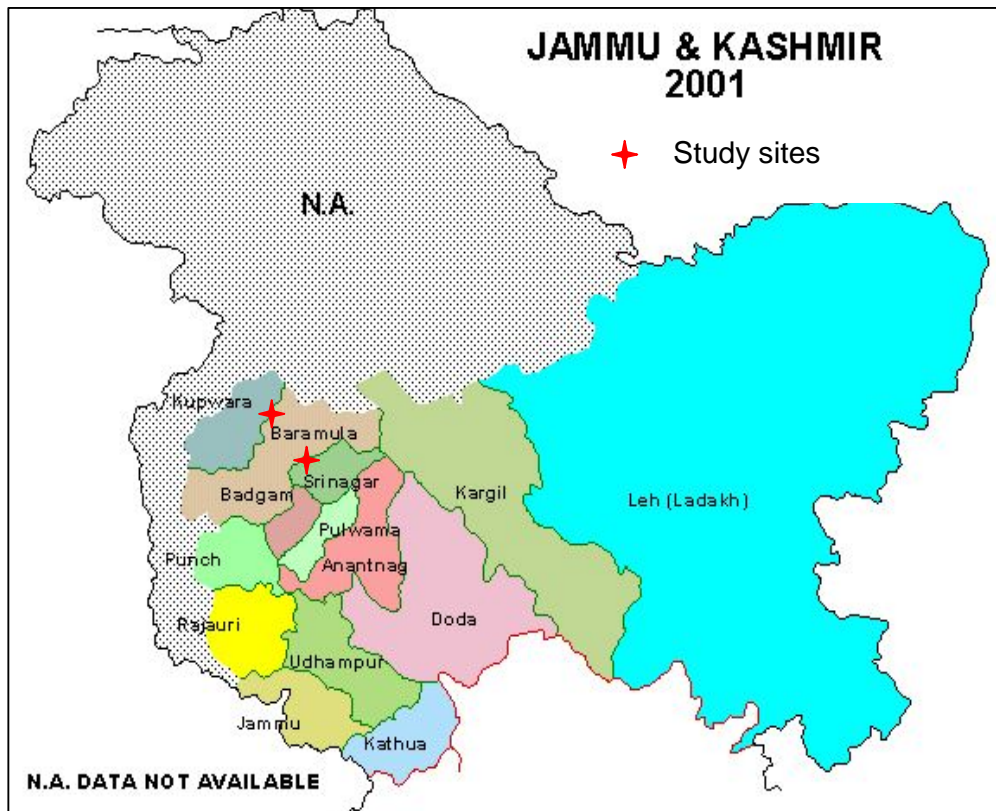 JAMMU & KASHMIR
2001
Study sites
N.A.
Kupwara
Baramula
Srinagar
Badgam
Kargil
Leh (Ladakh)
Pulwama
Punch
Anantnag
Doda
Rajauri
Udhampur
Jammu
Kathua
N.A. DATA NOT AVAILABLE